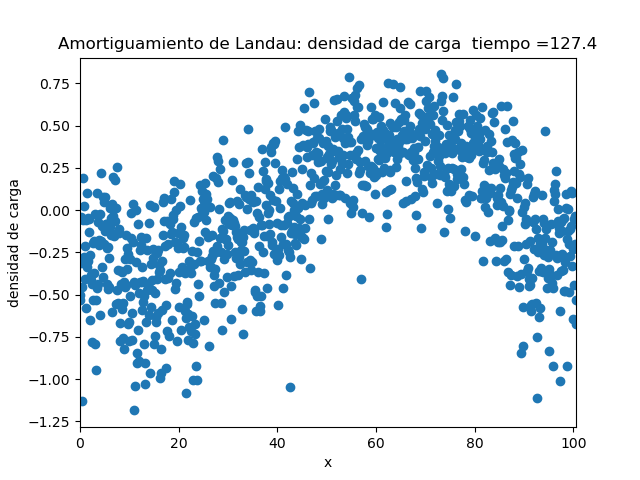 Amortiguamiento de Landau: densidad de carga  tiempo =127.4
densidad de carga
0.75
0.50
0.25
0.00
−0.25
−0.50
−0.75
−1.00
−1.25
0 20 40 60 80 100
x